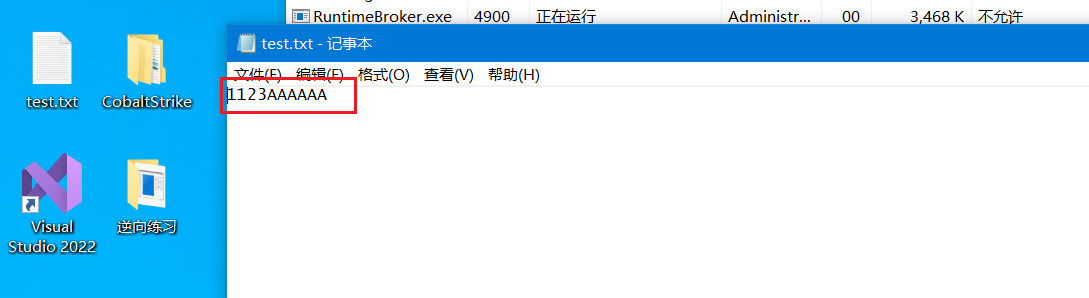 RuntimeBroker.exe 4900 正在运行 Administr... 00 3,468 K 不允许
test.txt - 记事本
文件(F) 编辑(E) 格式(O) 查看(V) 帮助(H)
1123AAAAAA
test.txt
CobaltStrike
Visual
Studio 2022
逆向练习